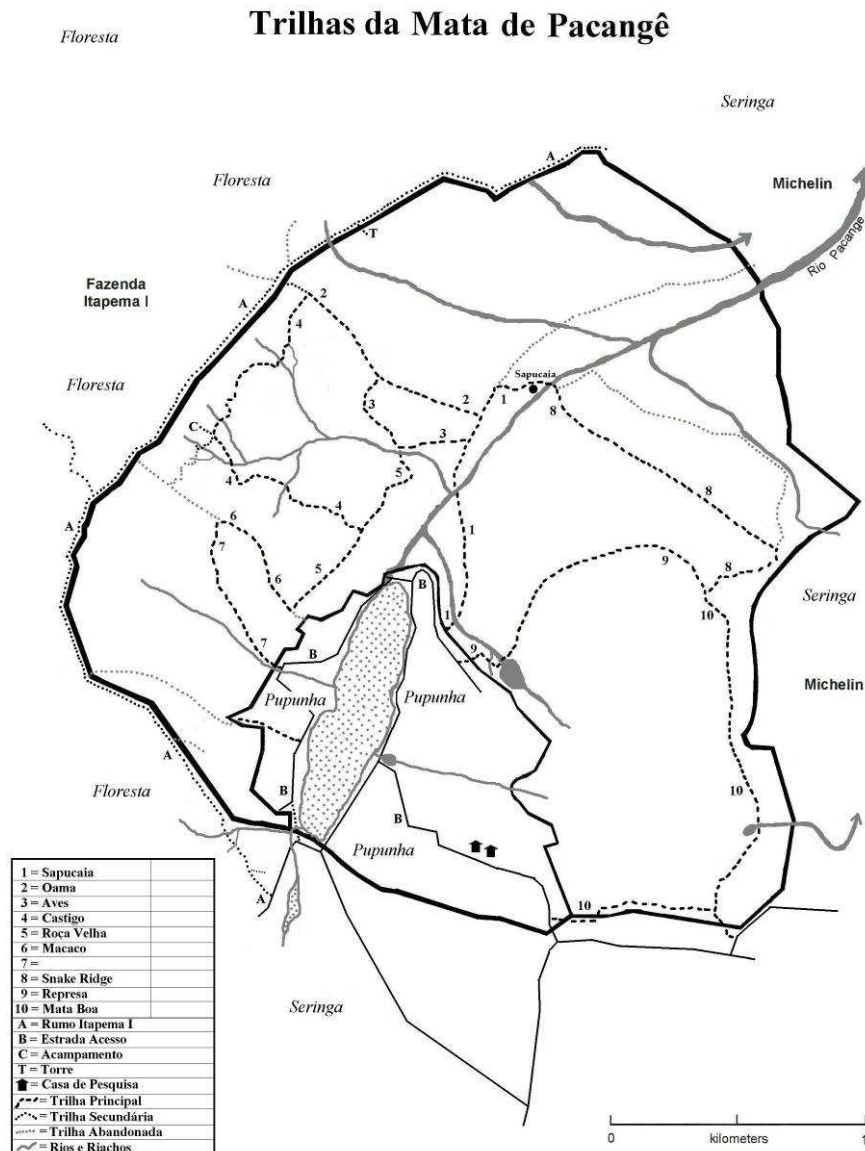 Trilhas da Mata de Pacangê
Floresta
Seringa
A
Floresta
Michelin
T
Rio Pacange
Fazenda
Itapema I
A
2
4
Floresta
Sapucaia
1
3
2
8
C
3
5
4
8
4
A
6
1
7
9
8
6
5
B
10
Seringa
1
7
B
9
Pupunha
Pupunha
Michelin
A
Floresta
B
B
10
Pupunha
10
A
Seringa
1 = Sapucaia
2 = Oama
3 = Aves
4 = Castigo
5 = Roça Velha
6 = Macaco
7 =
8 = Snake Ridge
9 = Represa
10 = Mata Boa
A = Rumo Itapema I
B = Estrada Acesso
C = Acampamento
T = Torre
= Casa de Pesquisa
= Trilha Principal
= Trilha Secundária
= Trilha Abandonada
= Rios e Riachos
0 kilometers 1